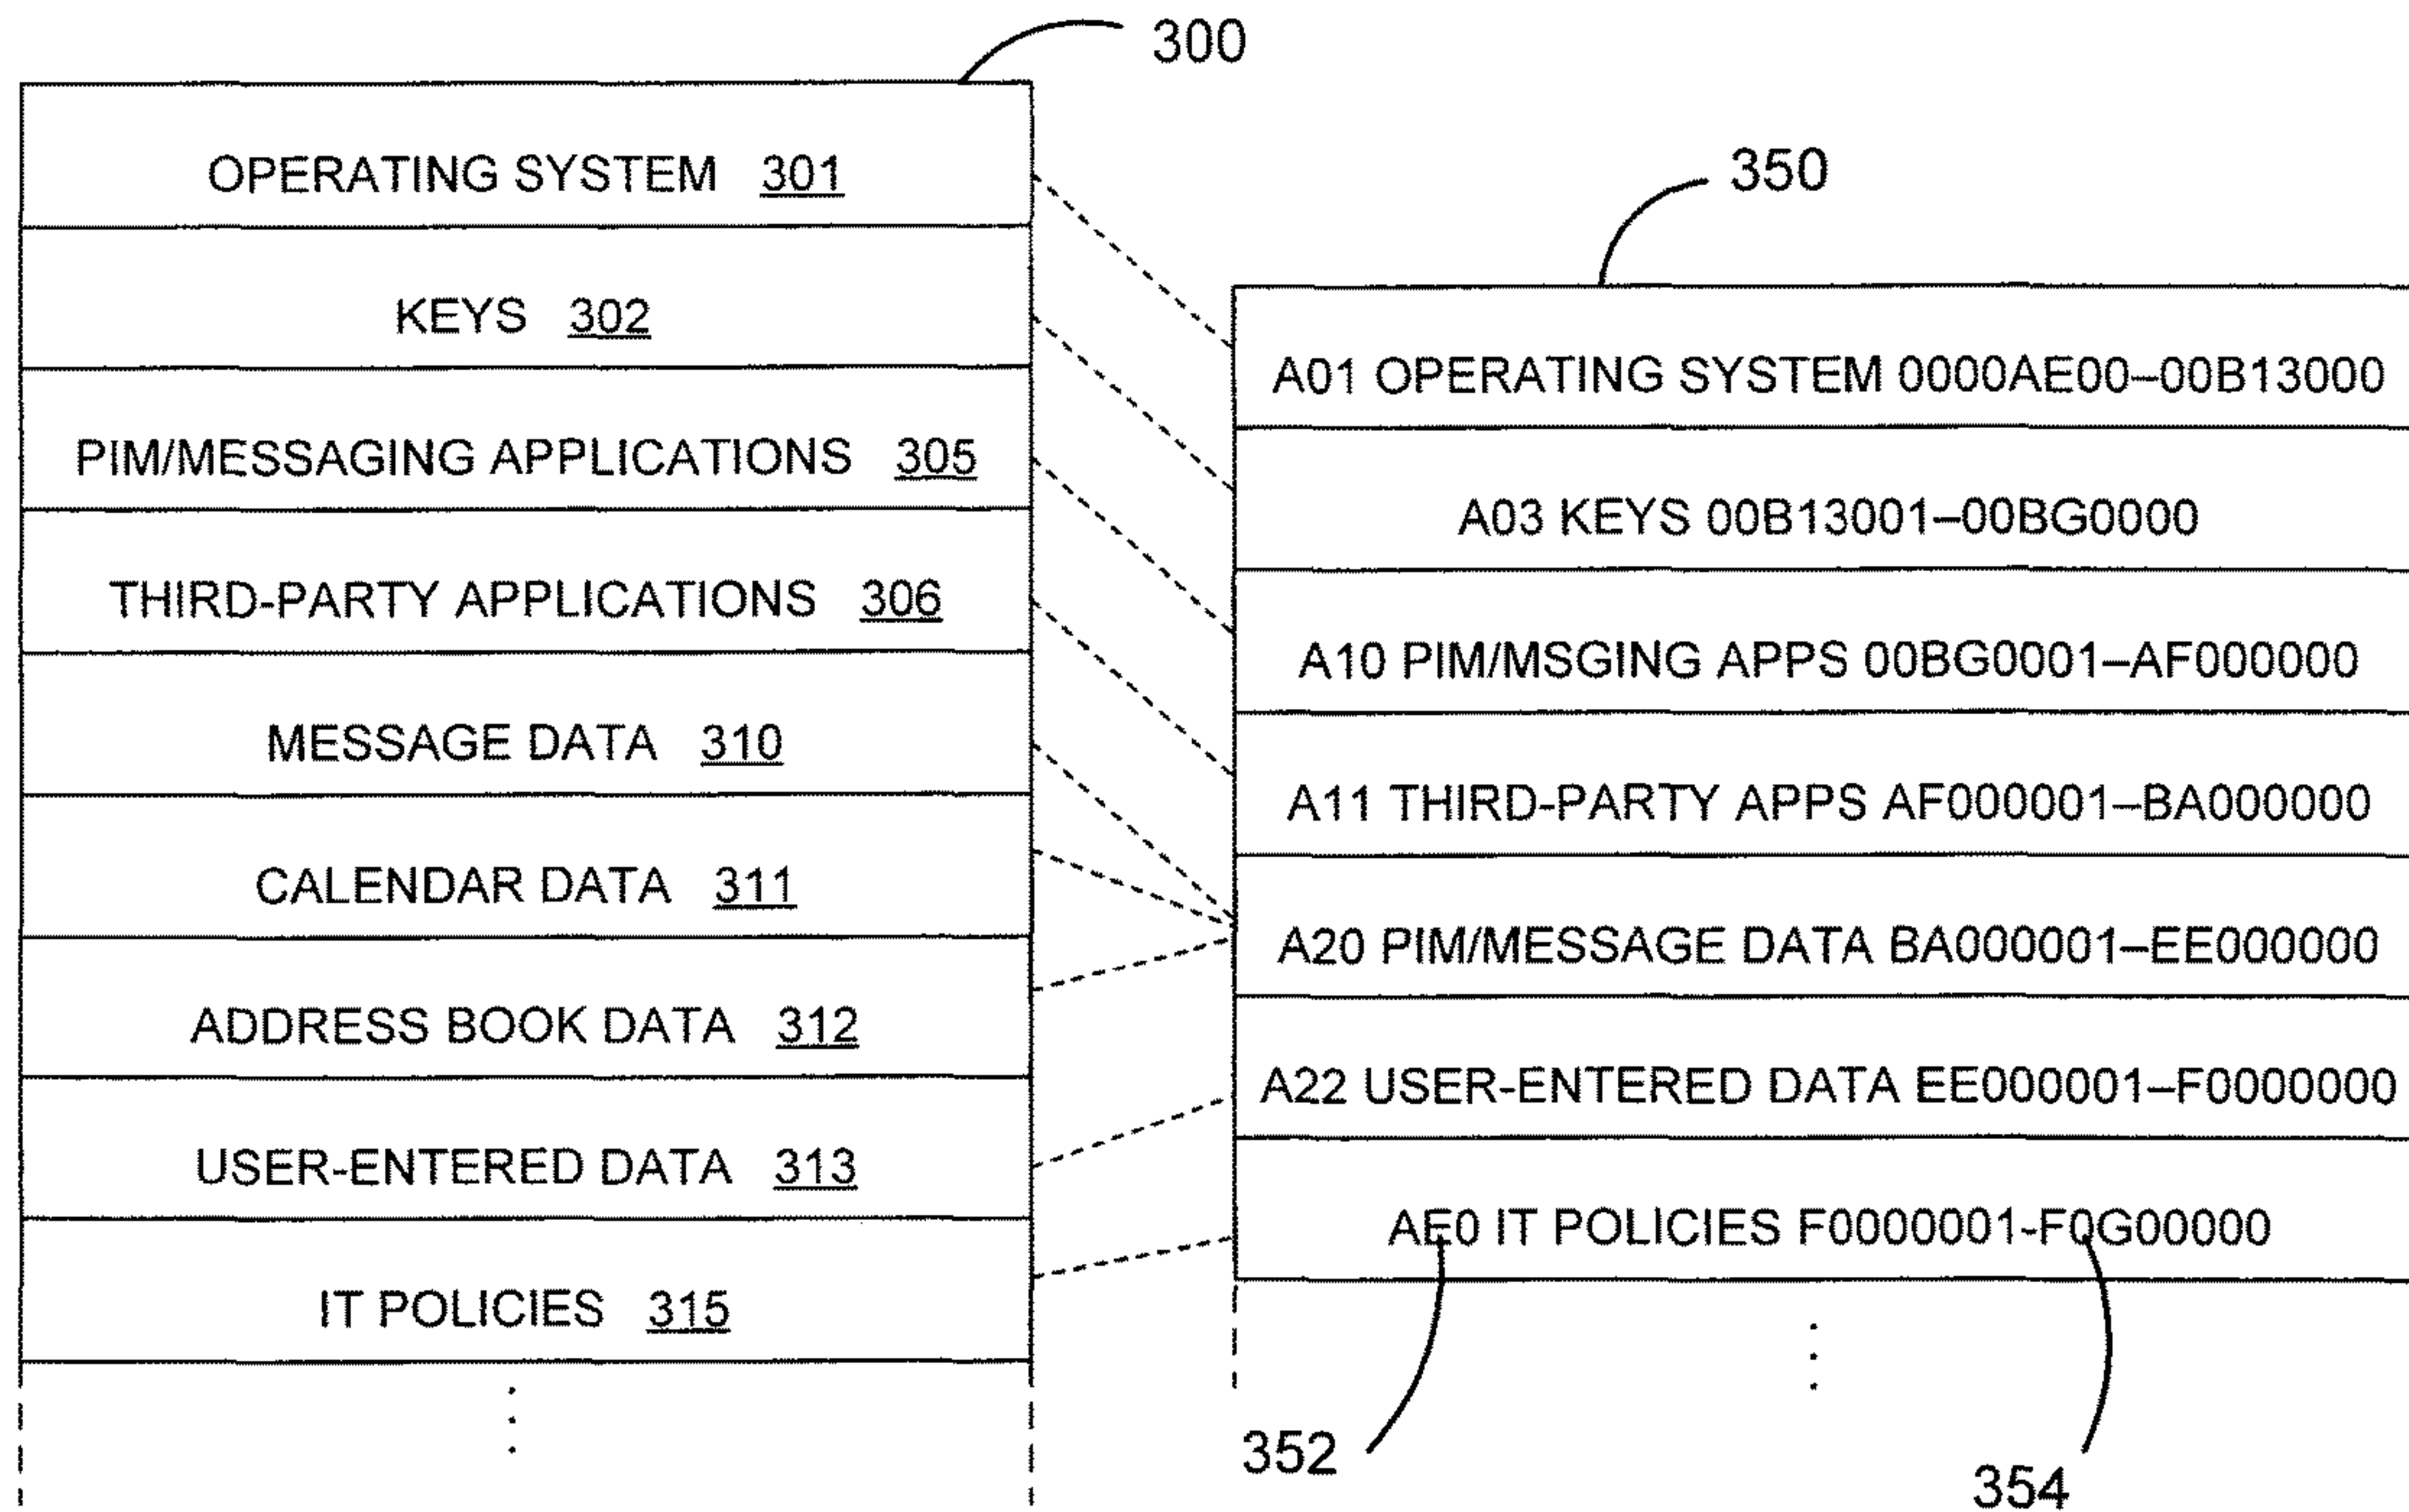 300
OPERATING SYSTEM 301
KEYS 302
PIM/MESSAGING APPLICATIONS 305
THIRD-PARTY APPLICATIONS 306
MESSAGE DATA 310
CALENDAR DATA 311
ADDRESS BOOK DATA 312
USER-ENTERED DATA 313
IT POLICIES 315
350
A01 OPERATING SYSTEM 0000AE00–00B13000
A03 KEYS 00B13001–00BG0000
A10 PIM/MSGING APPS 00BG0001–AF000000
A11 THIRD-PARTY APPS AF000001–BA000000
A20 PIM/MESSAGE DATA BA000001–EE000000
A22 USER-ENTERED DATA EE000001–F0000000
AE0 IT POLICIES F0000001-F0G00000
352
354